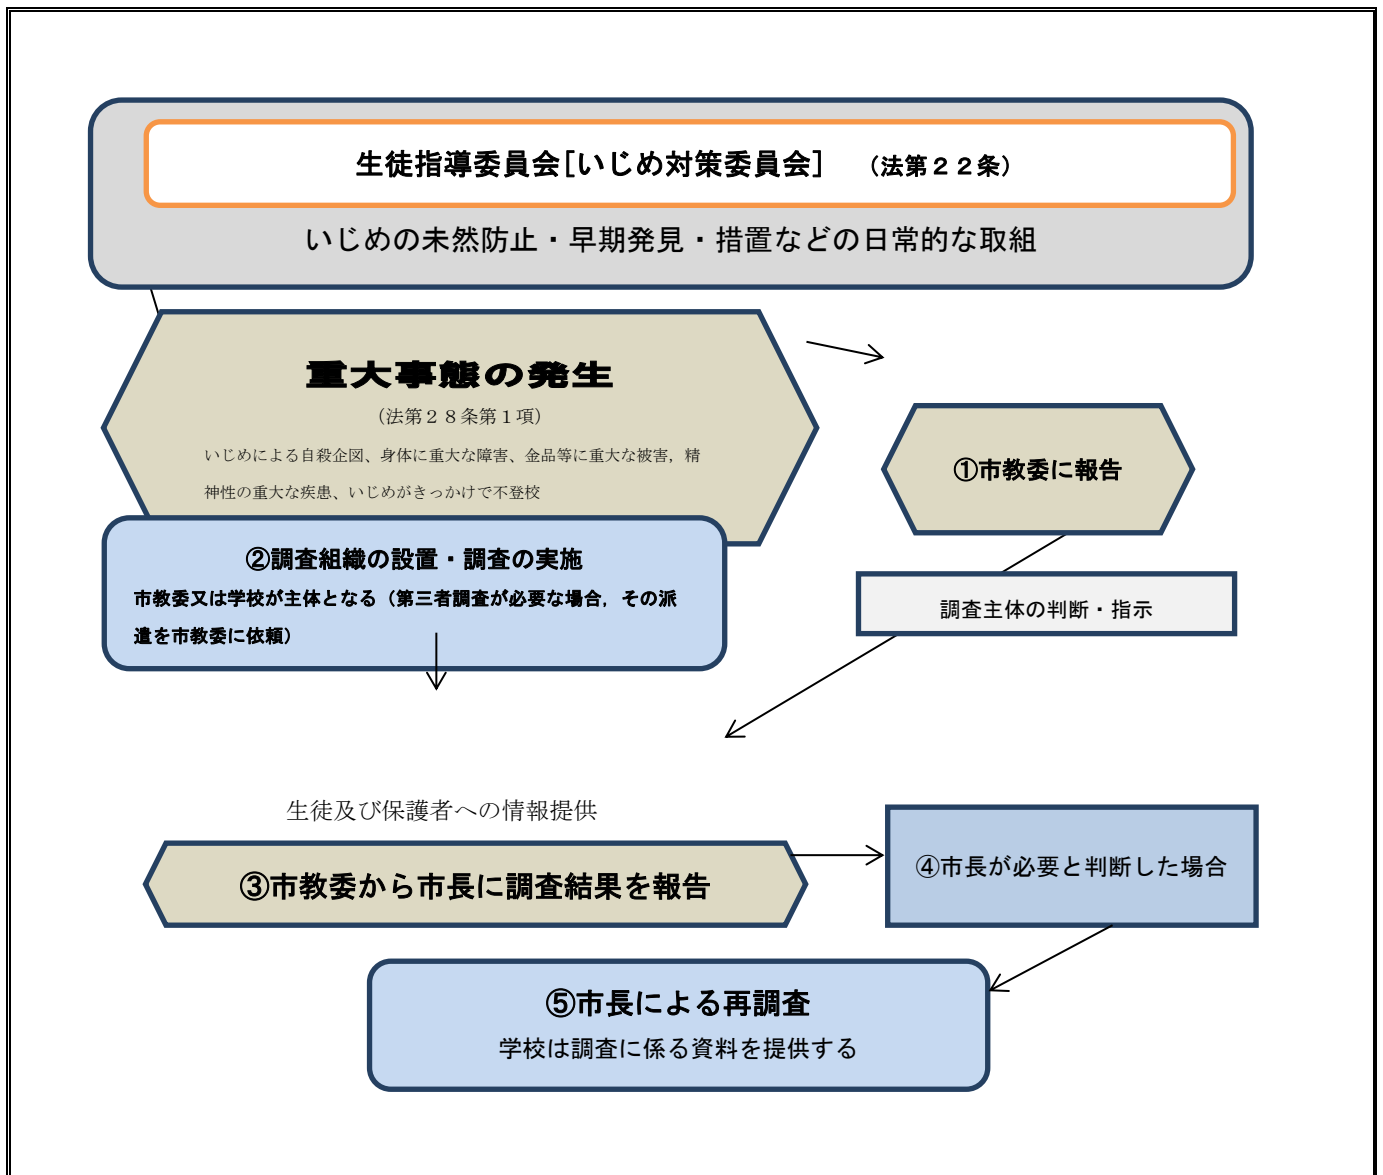 生徒指導委員会[いじめ対策委員会]　（法第２２条）
いじめの未然防止・早期発見・措置などの日常的な取組
重大事態の発生
（法第２８条第１項）
いじめによる自殺企図、身体に重大な障害、金品等に重大な被害，精
神性の重大な疾患、いじめがきっかけで不登校
①市教委に報告
②調査組織の設置・調査の実施
市教委又は学校が主体となる（第三者調査が必要な場合，その派
遣を市教委に依頼）
調査主体の判断・指示
生徒及び保護者への情報提供
③市教委から市長に調査結果を報告
④市長が必要と判断した場合
⑤市長による再調査
学校は調査に係る資料を提供する